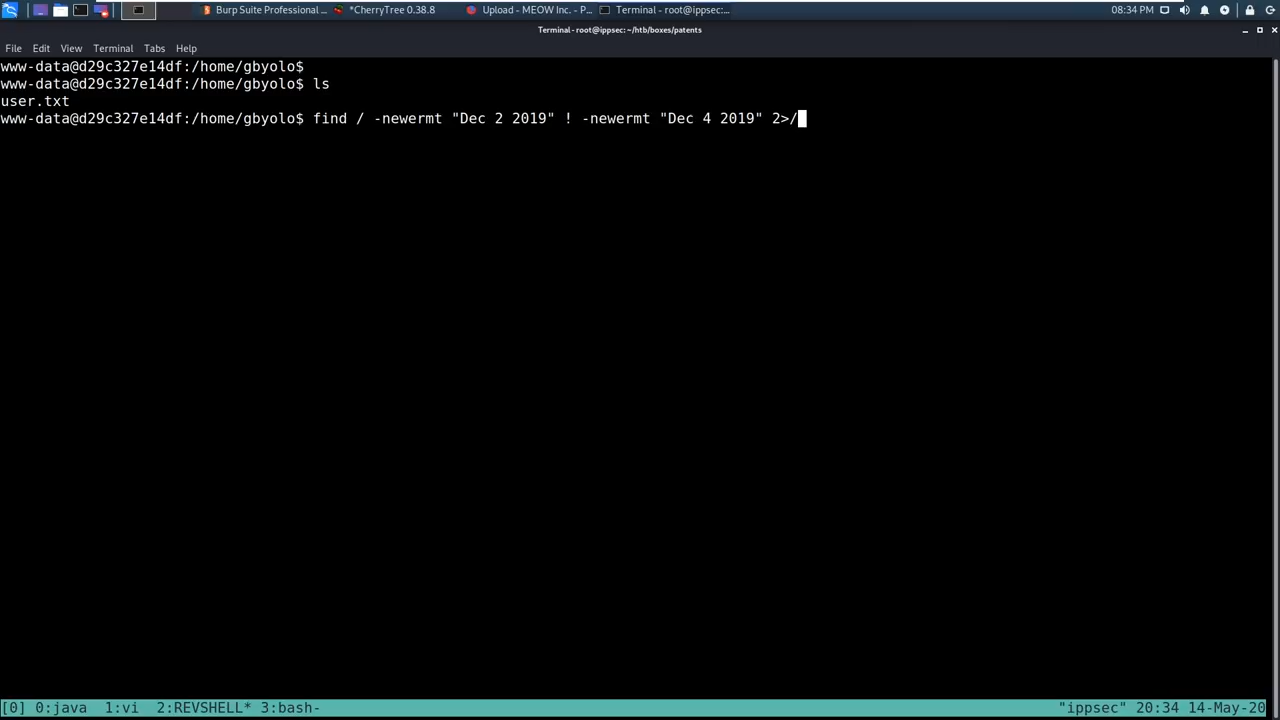 Burp Suite Professional ...
*CherryTree 0.38.8
Upload - MEOW Inc. - P...
Terminal - root@ippsec:...
08:34 PM
Terminal - root@ippsec: ~/htb/boxes/patents
File Edit View Terminal Tabs Help
www-data@d29c327e14df:/home/gbyolo$
www-data@d29c327e14df:/home/gbyolo$ ls
user.txt
www-data@d29c327e14df:/home/gbyolo$ find / -newermt "Dec 2 2019" ! -newermt "Dec 4 2019" 2>/
[0] 0:java  1:vi  2:REVSHELL* 3:bash-
"ippsec" 20:34 14-May-20